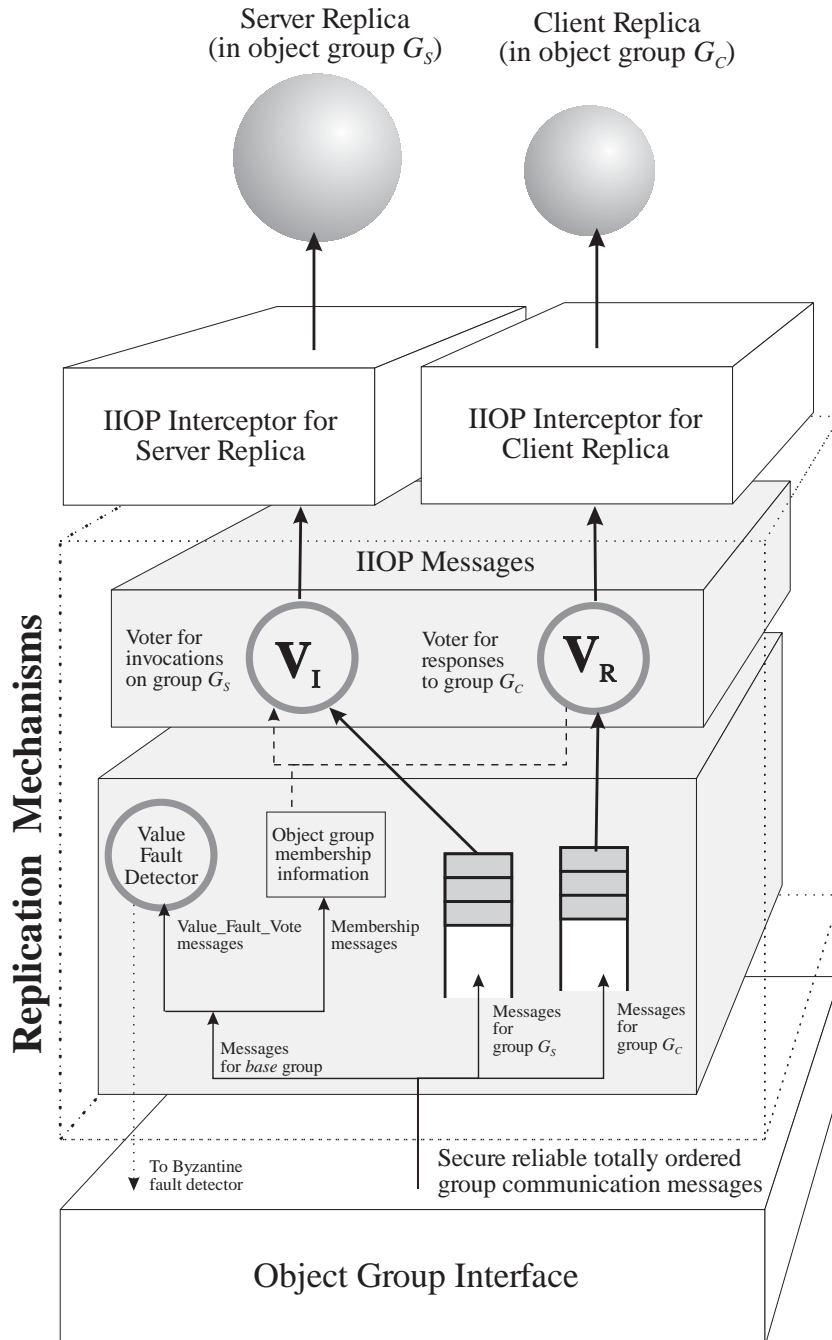 Server Replica
(in object group G_S)
Client Replica
(in object group G_C)
IIOP Interceptor for
Server Replica
IIOP Interceptor for
Client Replica
IIOP Messages
Voter for
invocations
on group G_S
V_I
Voter for
responses
to group G_C
V_R
Replication Mechanisms
Value
Fault
Detector
Object group
membership
information
Value_Fault_Vote
messages
Membership
messages
Messages
for base group
Messages
for
group G_S
Messages
for
group G_C
To Byzantine
fault detector
Secure reliable totally ordered
group communication messages
Object Group Interface